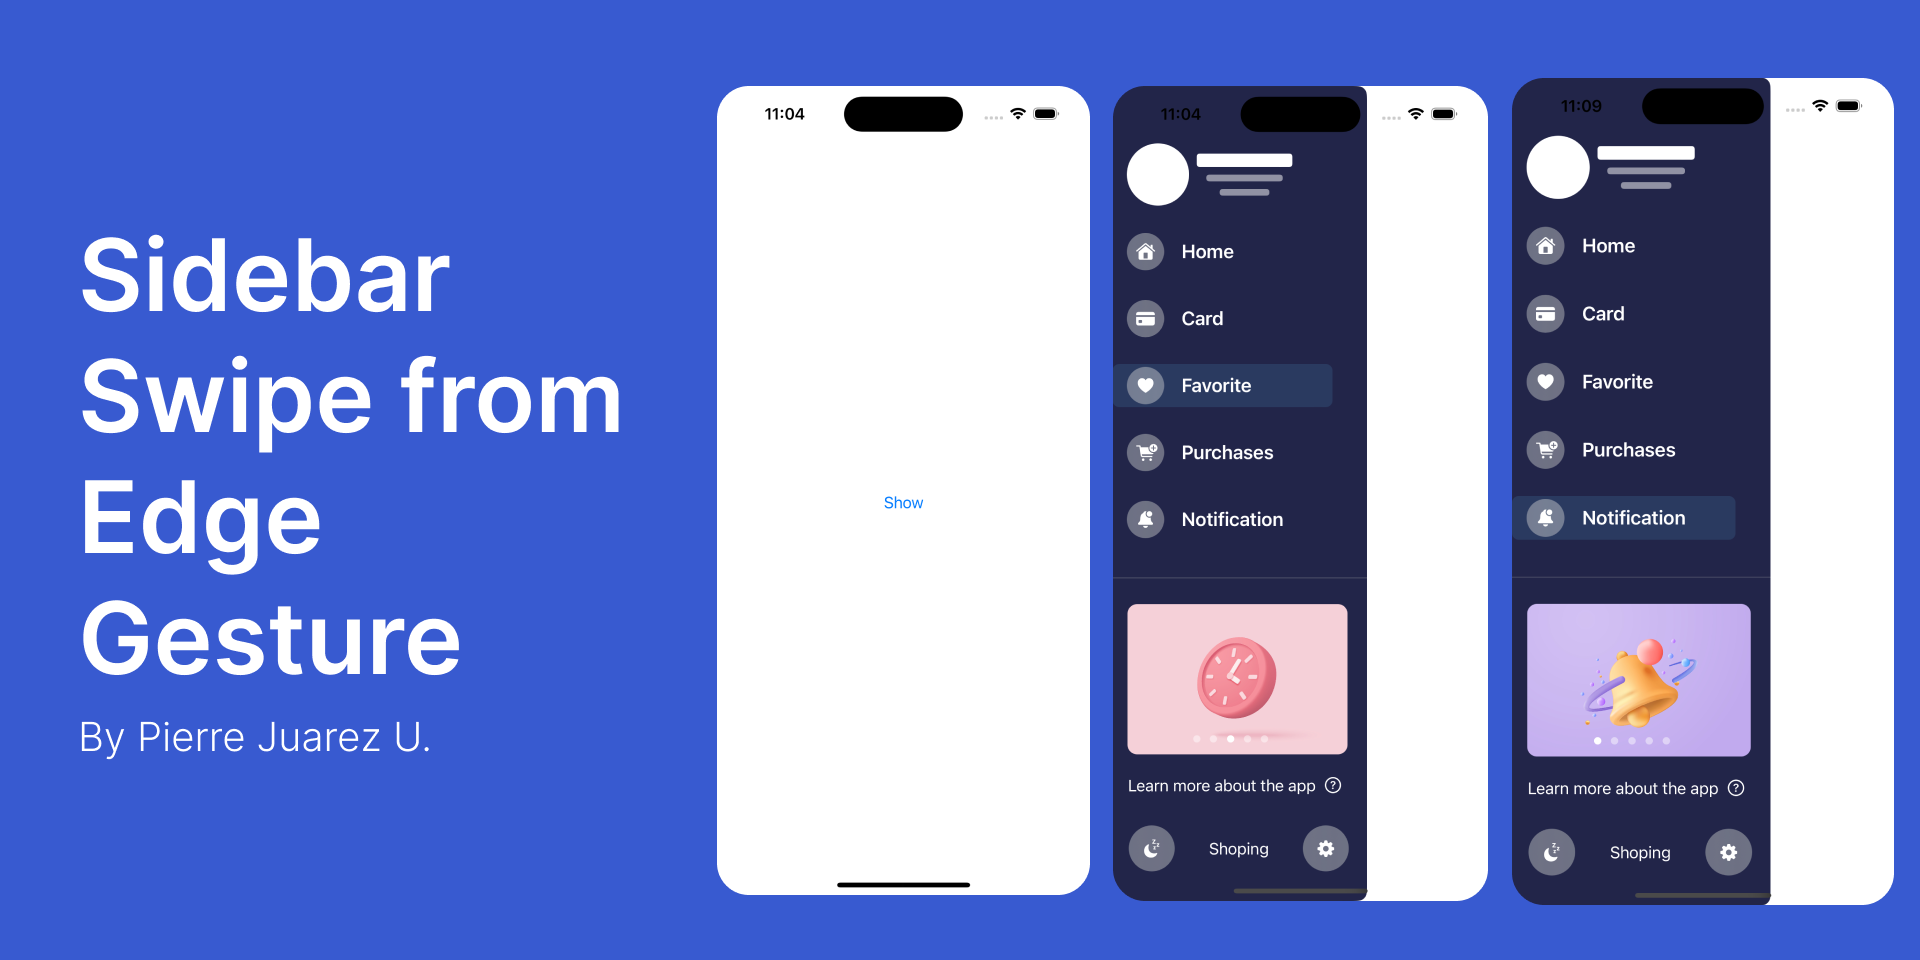 Sidebar
Swipe from
Edge
Gesture
By Pierre Juarez U.
11:04
Show
11:04
Home
Card
Favorite
Purchases
Notification
Learn more about the app ?
Shoping
11:09
Home
Card
Favorite
Purchases
Notification
Learn more about the app ?
Shoping